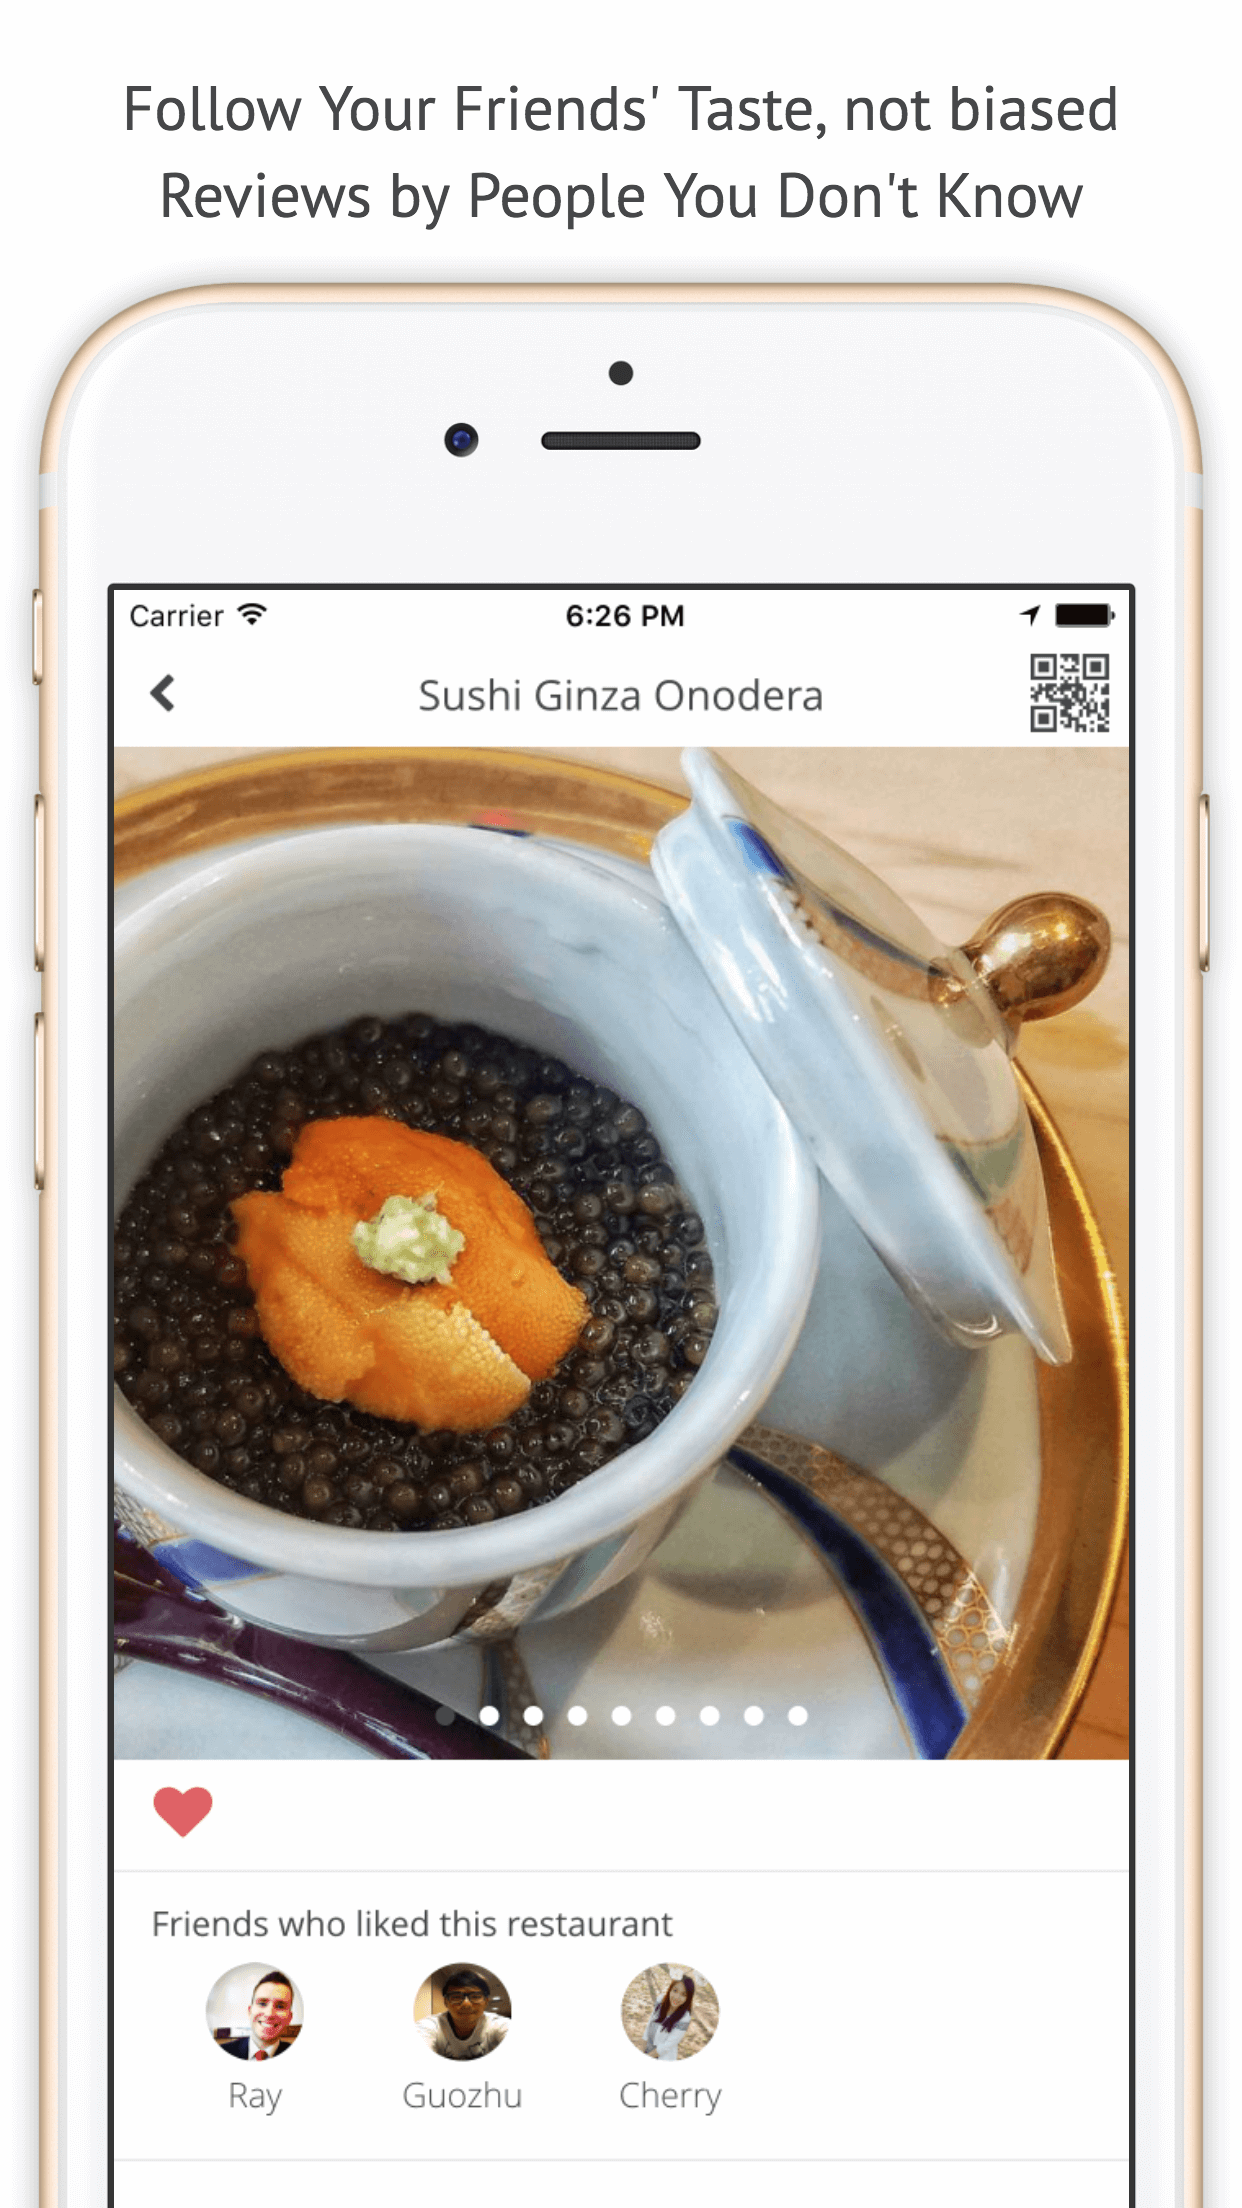 Follow Your Friends' Taste, not biased
Reviews by People You Don't Know
Carrier
6:26 PM
Sushi Ginza Onodera
Friends who liked this restaurant
Ray
Guozhu
Cherry